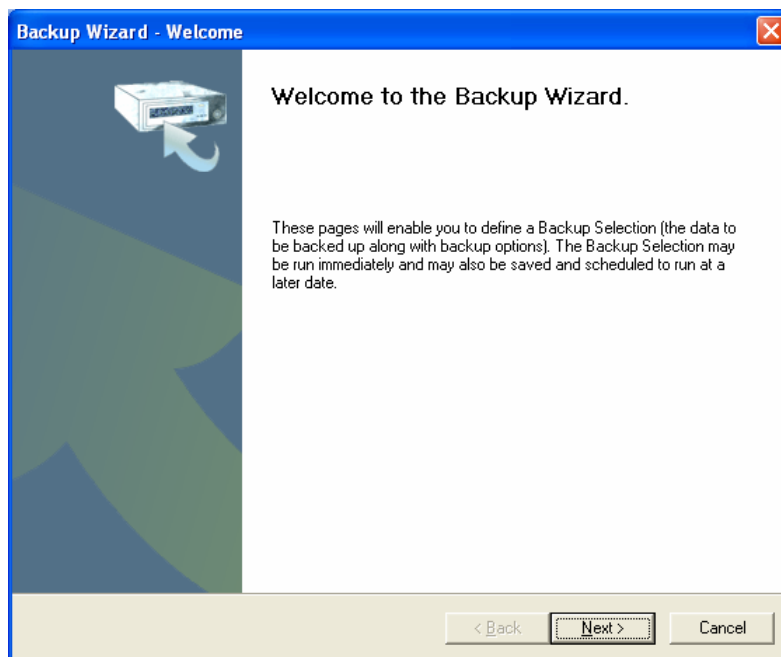 Backup Wizard - Welcome
Welcome to the Backup Wizard.
These pages will enable you to define a Backup Selection (the data to
be backed up along with backup options). The Backup Selection may
be run immediately and may also be saved and scheduled to run at a
later date.
< Back
Next >
Cancel